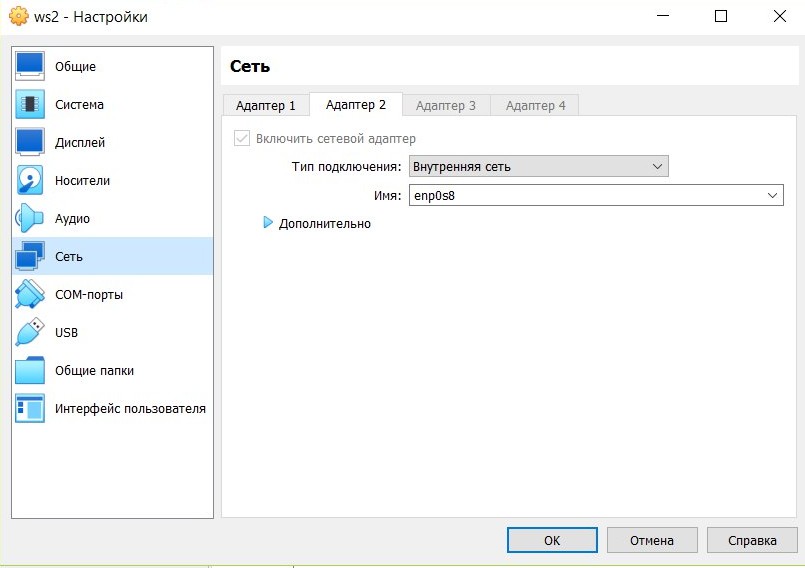 ws2 - Настройки
Общие
Система
Дисплей
Носители
Аудио
Сеть
COM-порты
USB
Общие папки
Интерфейс пользователя
Сеть
Адаптер 1 Адаптер 2 Адаптер 3 Адаптер 4
Включить сетевой адаптер
Тип подключения: Внутренняя сеть
Имя: enp0s8
Дополнительно
ОК Отмена Справка